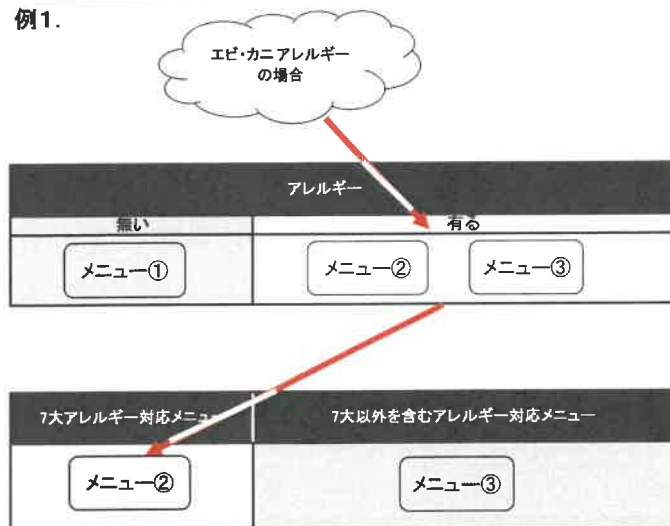 例1.
エビ・カニアレルギー
の場合
アレルギー
無い
有る
メニュー①
メニュー②
メニュー③
7大アレルギー対応メニュー
7大以外を含むアレルギー対応メニュー
メニュー②
メニュー③